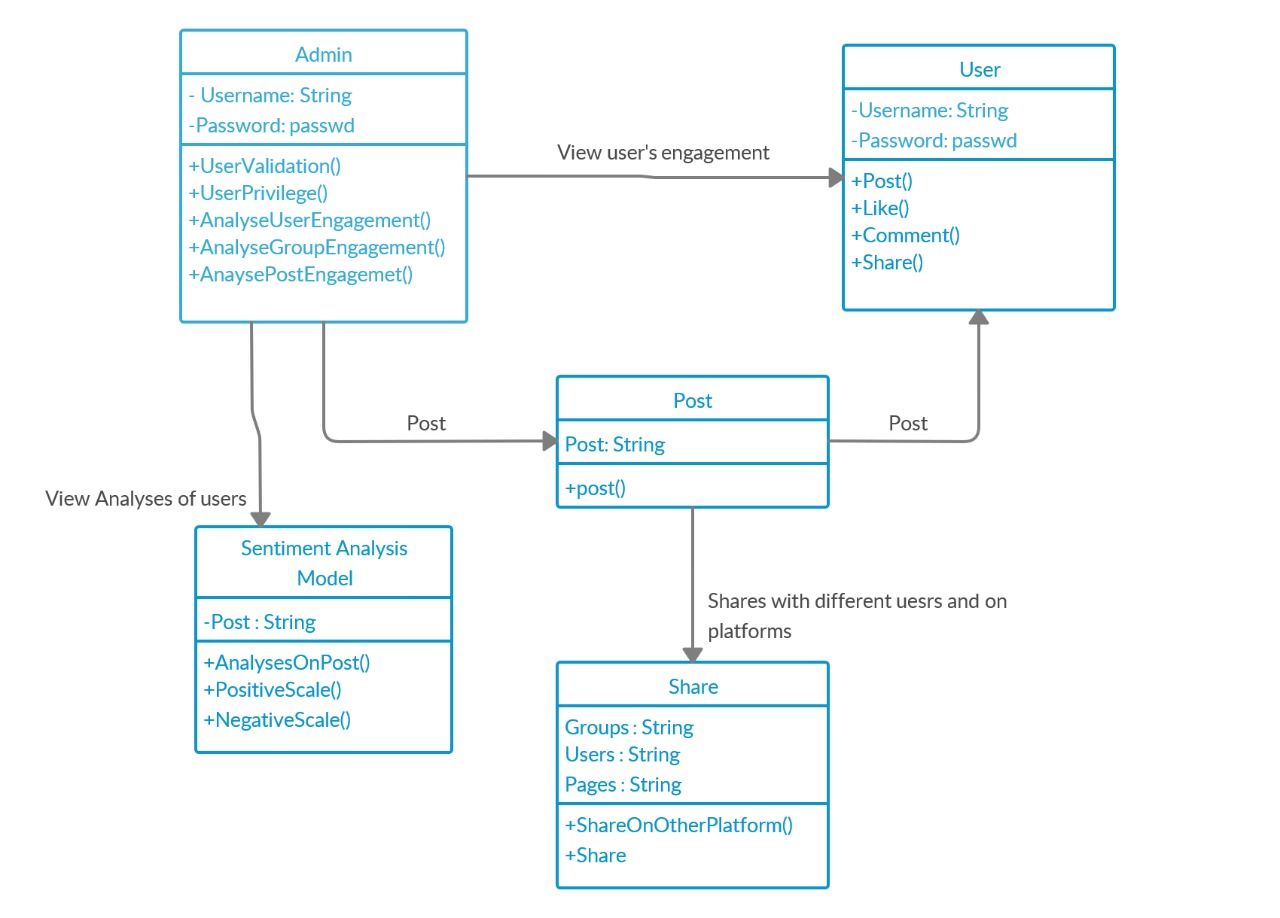 Admin
- Username: String
-Password: passwd
+UserValidation()
+UserPrivilege()
+AnalyseUserEngagement()
+AnalyseGroupEngagement()
+AnaysePostEngagemet()
View user's engagement
User
-Username: String
-Password: passwd
+Post()
+Like()
+Comment()
+Share()
Post
Post
Post: String
+post()
Post
View Analyses of users
Sentiment Analysis
Model
-Post : String
+AnalysesOnPost()
+PositiveScale()
+NegativeScale()
Shares with different uesrs and on
platforms
Share
Groups : String
Users : String
Pages : String
+ShareOnOtherPlatform()
+Share